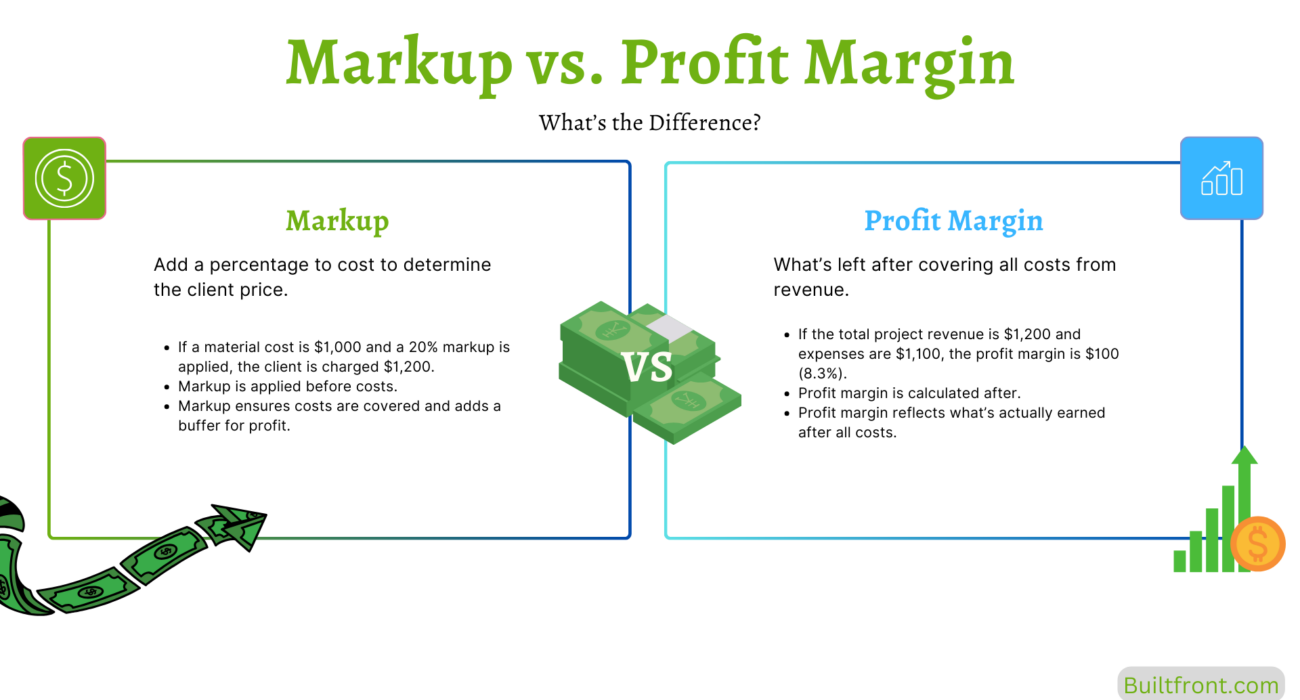 Markup vs. Profit Margin
What's the Difference?
Markup
Add a percentage to cost to determine
the client price.
• If a material cost is $1,000 and a 20% markup is
applied, the client is charged $1,200.
• Markup is applied before costs.
• Markup ensures costs are covered and adds a
buffer for profit.
VS
Profit Margin
What's left after covering all costs from
revenue.
• If the total project revenue is $1,200 and
expenses are $1,100, the profit margin is $100
(8.3%).
• Profit margin is calculated after.
• Profit margin reflects what's actually earned
after all costs.
Builtfront.com